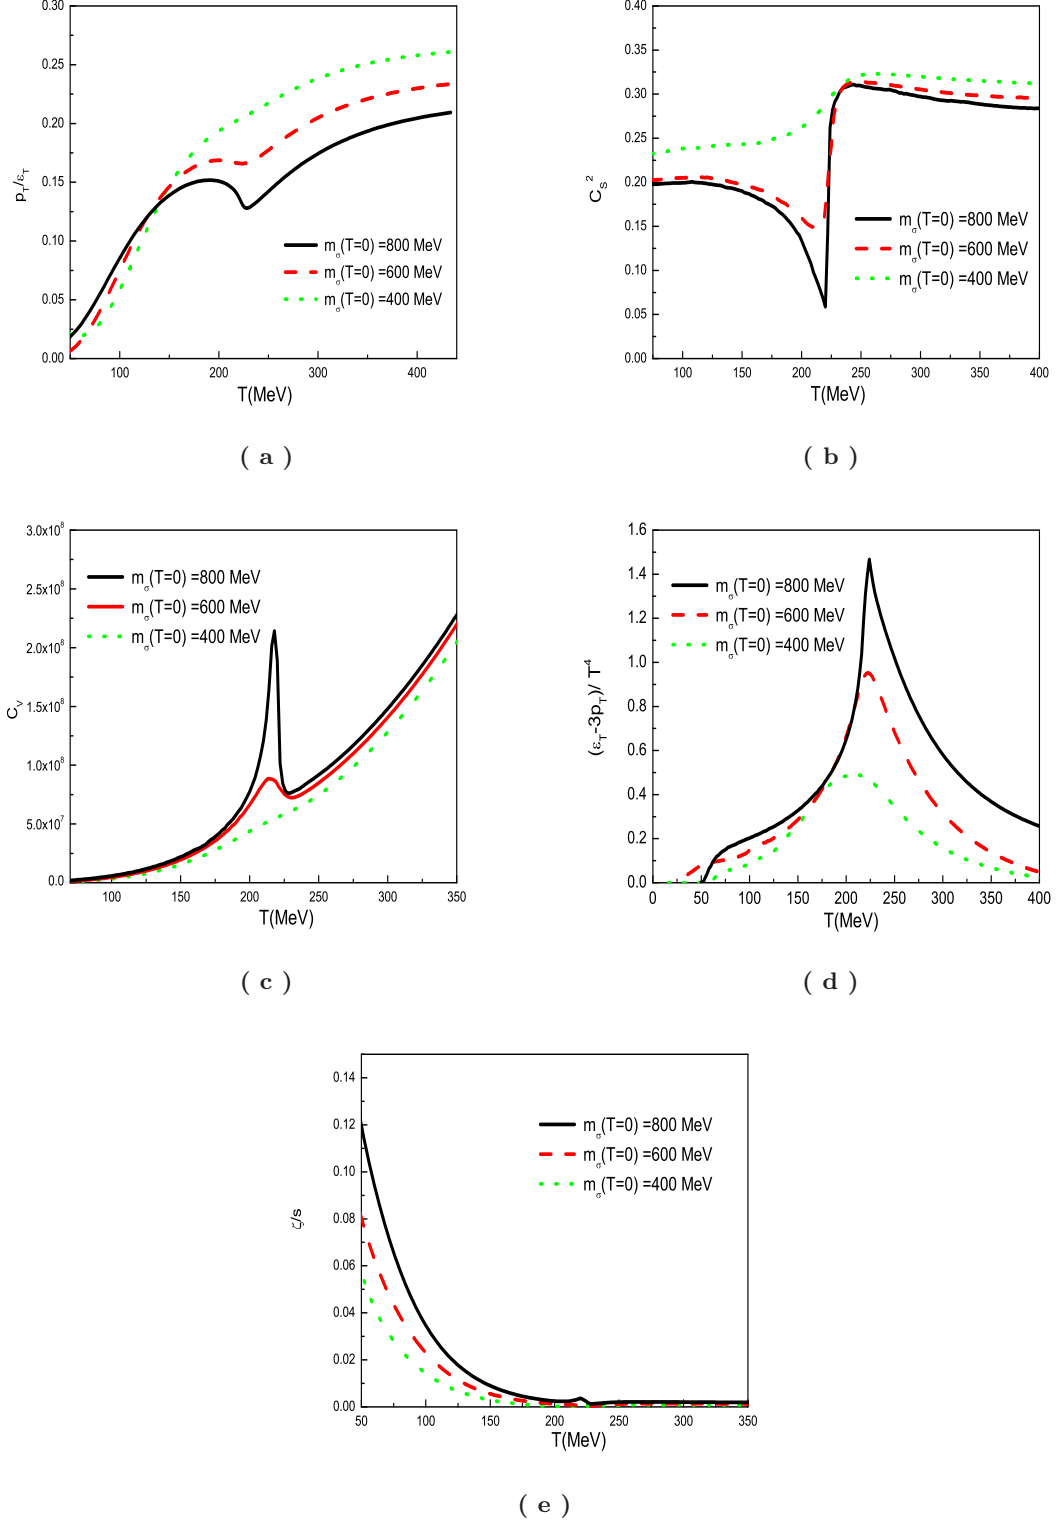 0.30
0.25
0.20
0.15
0.10
0.05
0.00
p_T/ε_T
m_σ(T=0) =800 MeV
m_σ(T=0) =600 MeV
m_σ(T=0) =400 MeV
100 200 300 400
T(MeV)
( a )
0.40
0.35
0.30
0.25
0.20
0.15
0.10
0.05
0.00
C_S^2
m_σ(T=0) =800 MeV
m_σ(T=0) =600 MeV
m_σ(T=0) =400 MeV
100 150 200 250 300 350 400
T(MeV)
( b )
3.0x10^8
2.5x10^8
2.0x10^8
1.5x10^8
1.0x10^8
5.0x10^7
0.0
C_V
m_σ(T=0) =800 MeV
m_σ(T=0) =600 MeV
m_σ(T=0) =400 MeV
100 150 200 250 300 350
T(MeV)
( c )
1.6
1.4
1.2
1.0
0.8
0.6
0.4
0.2
0.0
(ε_T-3p_T)/ T^4
m_σ(T=0) =800 MeV
m_σ(T=0) =600 MeV
m_σ(T=0) =400 MeV
0 50 100 150 200 250 300 350 400
T(MeV)
( d )
0.14
0.12
0.10
0.08
0.06
0.04
0.02
0.00
ζ/s
m_σ(T=0) =800 MeV
m_σ(T=0) =600 MeV
m_σ(T=0) =400 MeV
50 100 150 200 250 300 350
T(MeV)
( e )